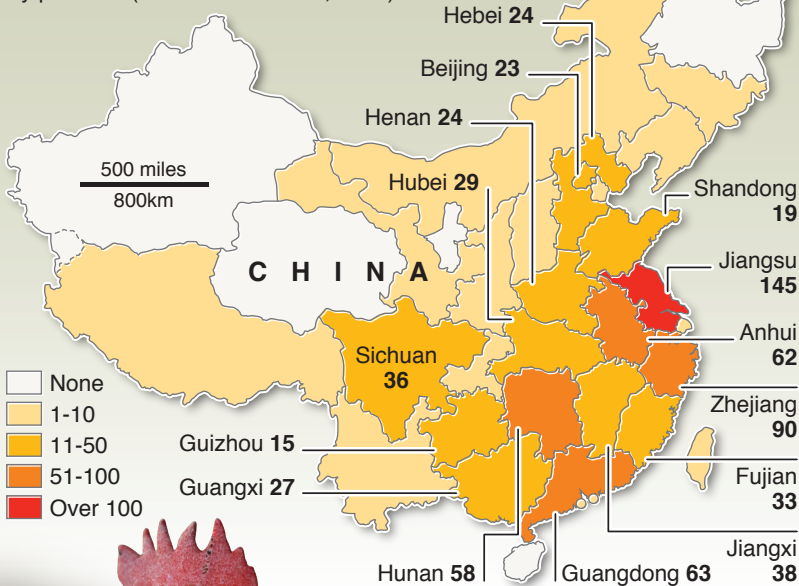 Hebei 24
Beijing 23
Henan 24
Hubei 29
500 miles
800km
Shandong
19
CHINA
Jiangsu
145
Anhui
62
Sichuan
36
Zhejiang
90
None
1-10
11-50
51-100
Over 100
Guizhou 15
Guangxi 27
Fujian
33
Jiangxi
38
Hunan 58
Guangdong 63